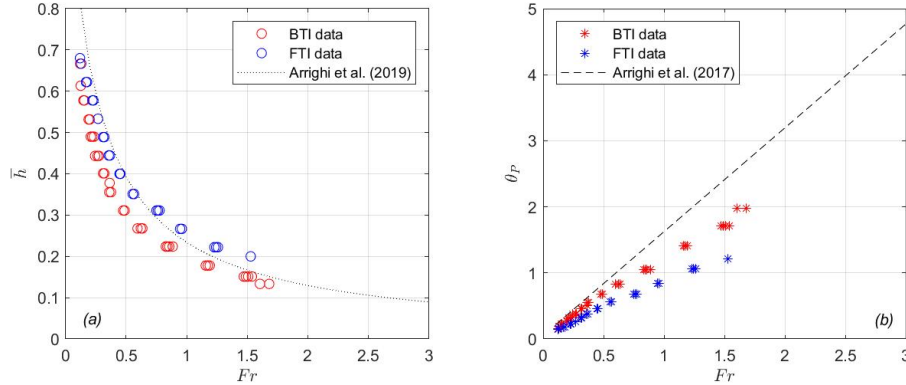 0.8
0.7
0.6
0.5
0.4
0.3
0.2
0.1
0
h̅
BTI data
FTI data
Arrighi et al. (2019)
(a)
0 0.5 1 1.5 2 2.5 3
Fr
5
4
3
2
1
0
θ_P
BTI data
FTI data
Arrighi et al. (2017)
(b)
0 0.5 1 1.5 2 2.5 3
Fr